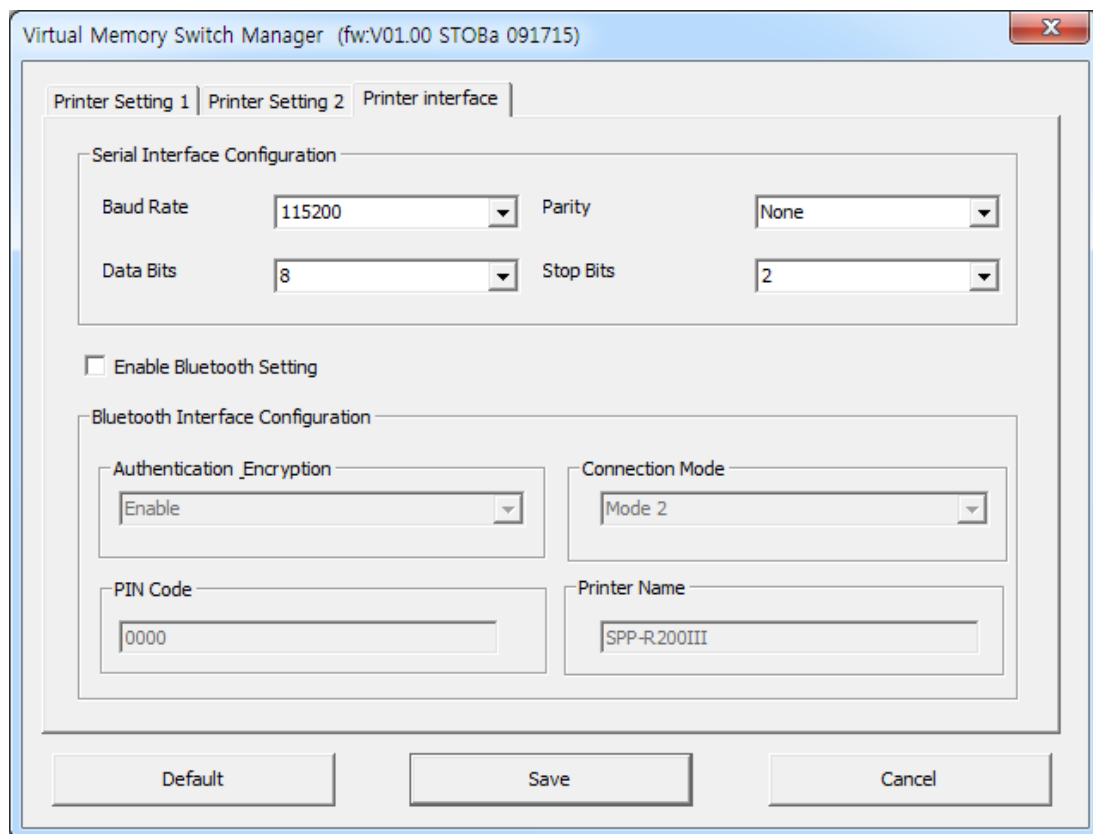 Virtual Memory Switch Manager (fw:V01.00 STOBa 091715)
Printer Setting 1 Printer Setting 2 Printer interface
Serial Interface Configuration
Baud Rate 115200 Parity None
Data Bits 8 Stop Bits 2
Enable Bluetooth Setting
Bluetooth Interface Configuration
Authentication_Encryption Connection Mode
Enable Mode 2
PIN Code Printer Name
0000 SPP-R200III
Default Save Cancel